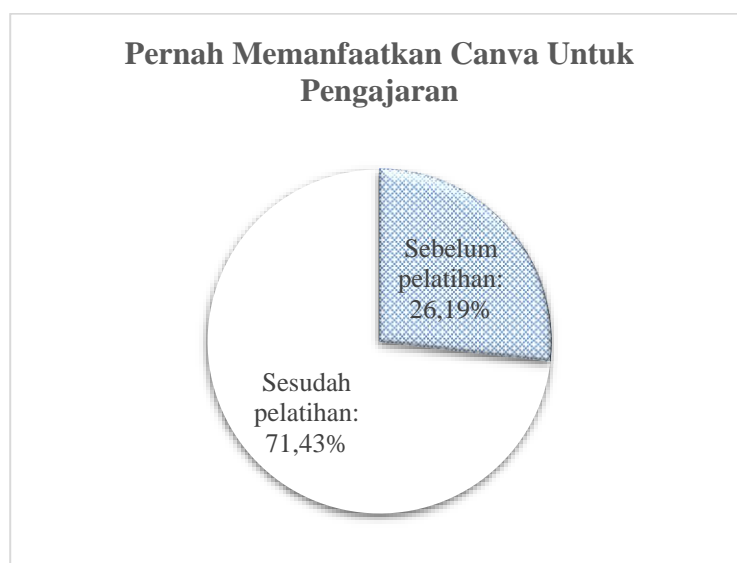 Pernah Memanfaatkan Canva Untuk
Pengajaran
Sebelum
pelatihan:
26,19%
Sesudah
pelatihan:
71,43%